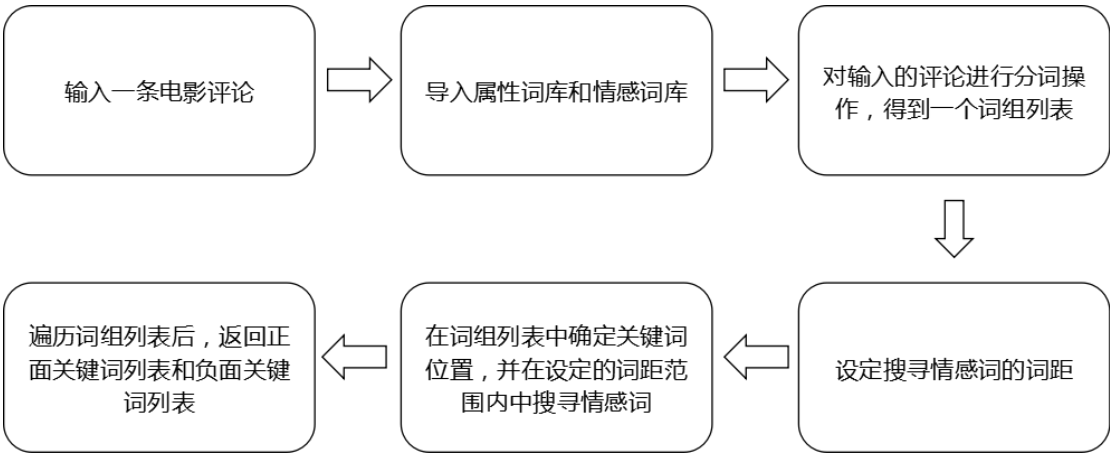 输入一条电影评论
导入属性词库和情感词库
对输入的评论进行分词操
作，得到一个词组列表
设定搜寻情感词的词距
在词组列表中确定关键词
位置，并在设定的词距范
围内中搜寻情感词
遍历词组列表后，返回正
面关键词列表和负面关键
词列表